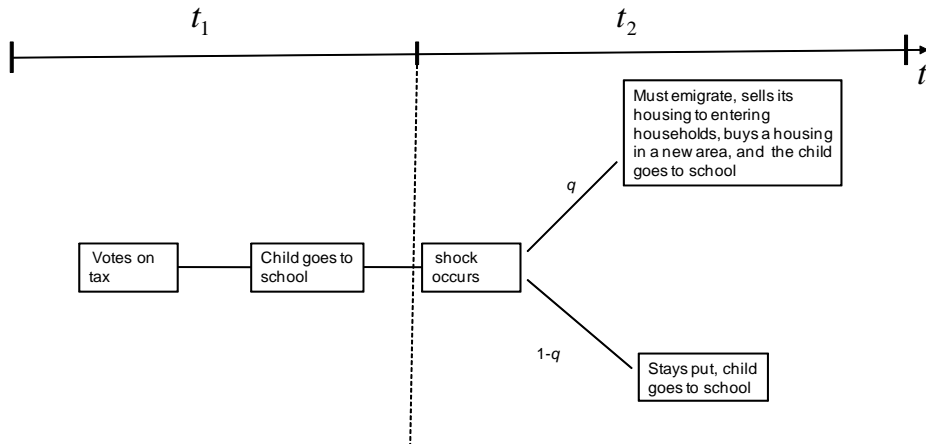 t₁
t₂
t
Must emigrate, sells its
housing to entering
households, buys a housing
in a new area, and the child
goes to school
q
Votes on
tax
Child goes to
school
shock
occurs
1-q
Stays put, child
goes to school